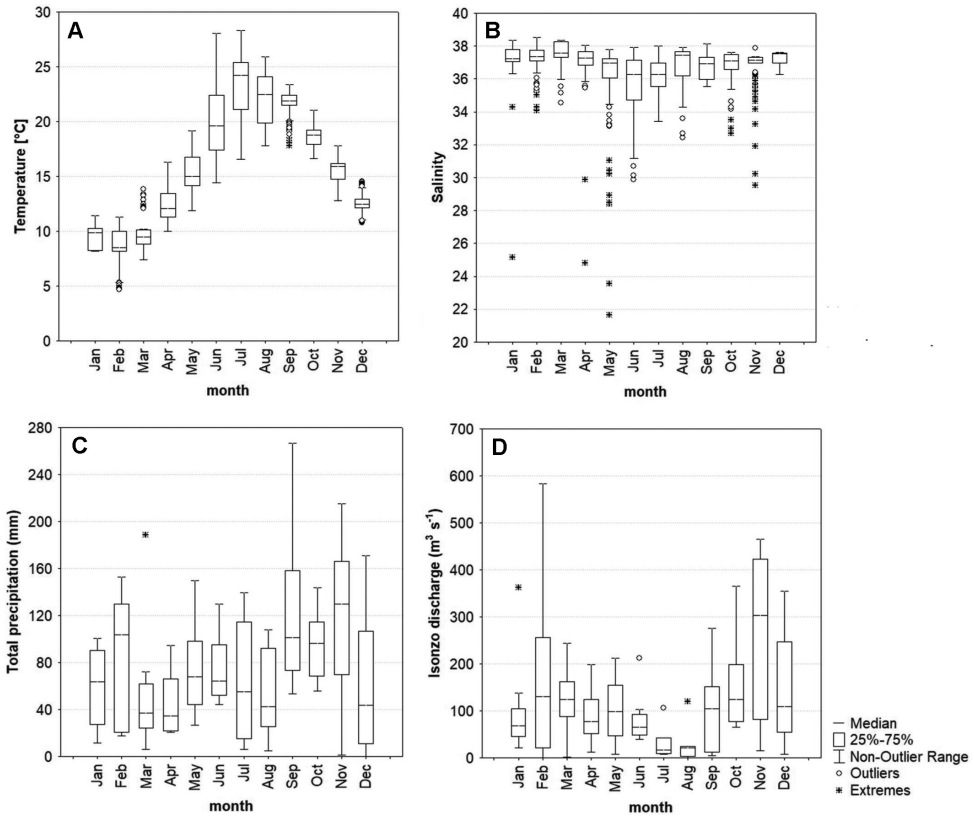 A
Temperature [°C]
30
25
20
15
10
5
0
Jan Feb Mar Apr May Jun Jul Aug Sep Oct Nov Dec
month
B
Salinity
40
38
36
34
32
30
28
26
24
22
20
Jan Feb Mar Apr May Jun Jul Aug Sep Oct Nov Dec
month
C
Total precipitation (mm)
280
240
200
160
120
80
40
0
Jan Feb Mar Apr May Jun Jul Aug Sep Oct Nov Dec
month
D
Isonzo discharge (m³ s⁻¹)
700
600
500
400
300
200
100
0
Jan Feb Mar Apr May Jun Jul Aug Sep Oct Nov Dec
month
Median
25%-75%
Non-Outlier Range
Outliers
Extremes